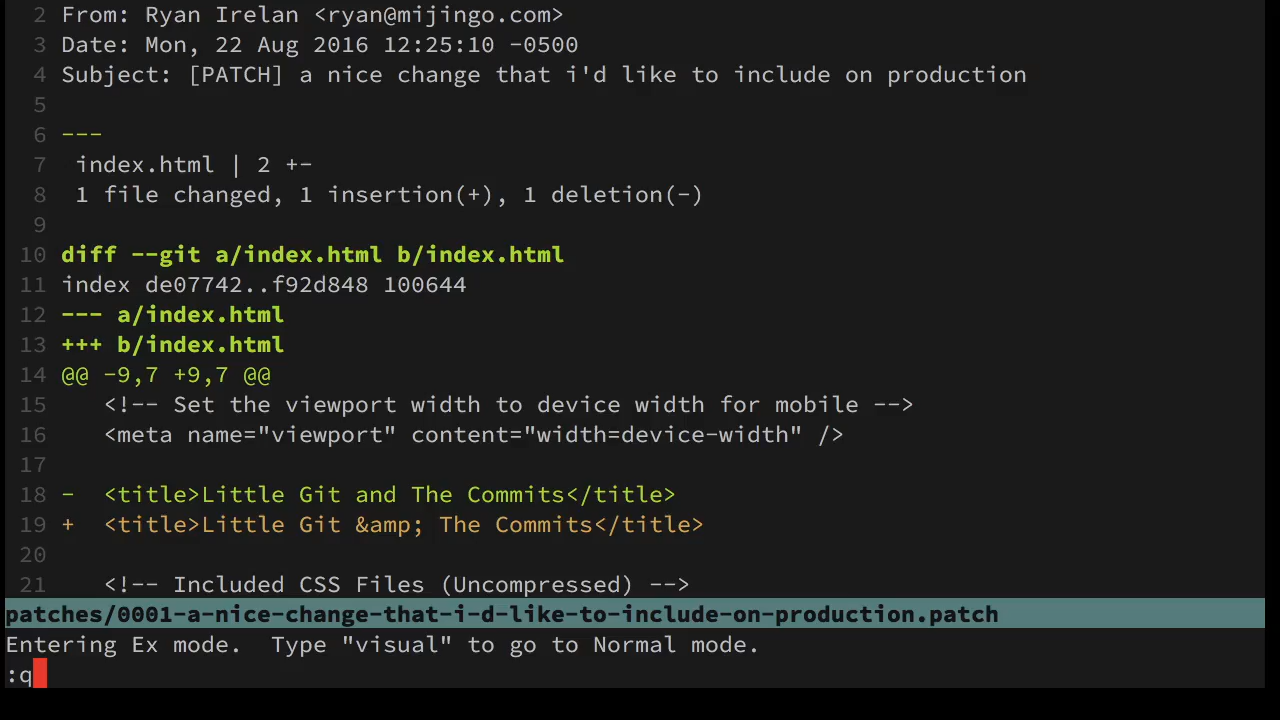 2 From: Ryan Irelan <ryan@mijingo.com>
3 Date: Mon, 22 Aug 2016 12:25:10 -0500
4 Subject: [PATCH] a nice change that i'd like to include on production
5
6 ---
7  index.html | 2 +-
8  1 file changed, 1 insertion(+), 1 deletion(-)
9
10 diff --git a/index.html b/index.html
11 index de07742..f92d848 100644
12 --- a/index.html
13 +++ b/index.html
14 @@ -9,7 +9,7 @@
15    <!-- Set the viewport width to device width for mobile -->
16    <meta name="viewport" content="width=device-width" />
17
18 -  <title>Little Git and The Commits</title>
19 +  <title>Little Git &amp; The Commits</title>
20
21    <!-- Included CSS Files (Uncompressed) -->
patches/0001-a-nice-change-that-i-d-like-to-include-on-production.patch
Entering Ex mode.  Type "visual" to go to Normal mode.
:q